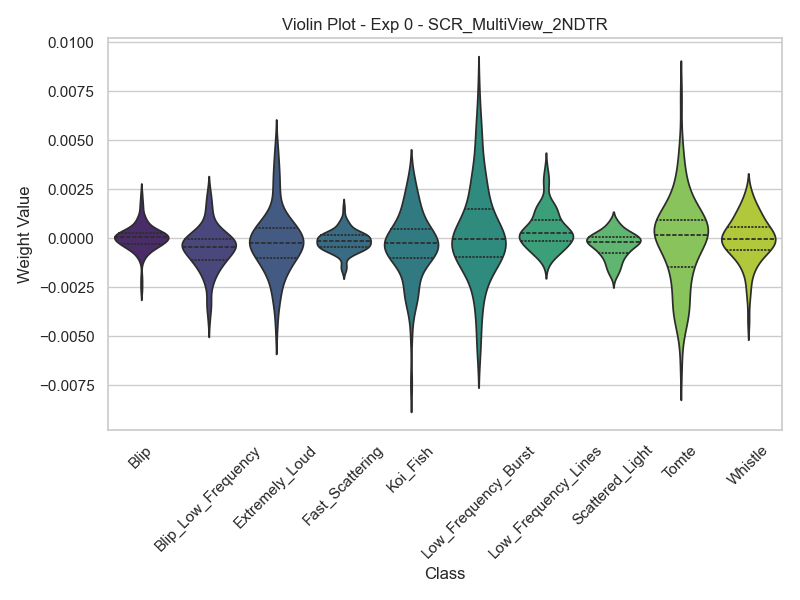 Violin Plot - Exp 0 - SCR_MultiView_2NDTR
0.0100
0.0075
0.0050
0.0025
0.0000
−0.0025
−0.0050
−0.0075
Weight Value
Blip
Blip_Low_Frequency
Extremely_Loud
Fast_Scattering
Koi_Fish
Low_Frequency_Burst
Low_Frequency_Lines
Scattered_Light
Tomte
Whistle
Class